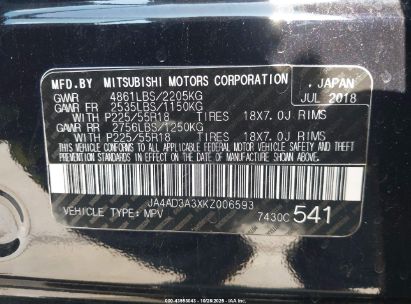 MFD.BY MITSUBISHI MOTORS CORPORATION , JAPAN
GVWR 4861LBS/2205KG JUL 2018
GAWR FR 2535LBS/1150KG
WITH P225/55R18 TIRES 18X7.0J RIMS
GAWR RR 2756LBS/1250KG
WITH P225/55R18 TIRES 18X7.0J RIMS
THIS VEHICLE CONFORMS TO ALL APPLICABLE FEDERAL
MOTOR VEHICLE SAFETY AND THEFT PREVENTION STANDARDS
IN EFFECT ON THE DATE OF MANUFACTURE SHOWN ABOVE.
JA4AD3A3XKZ006593
VEHICLE TYPE: MPV 7430C 541